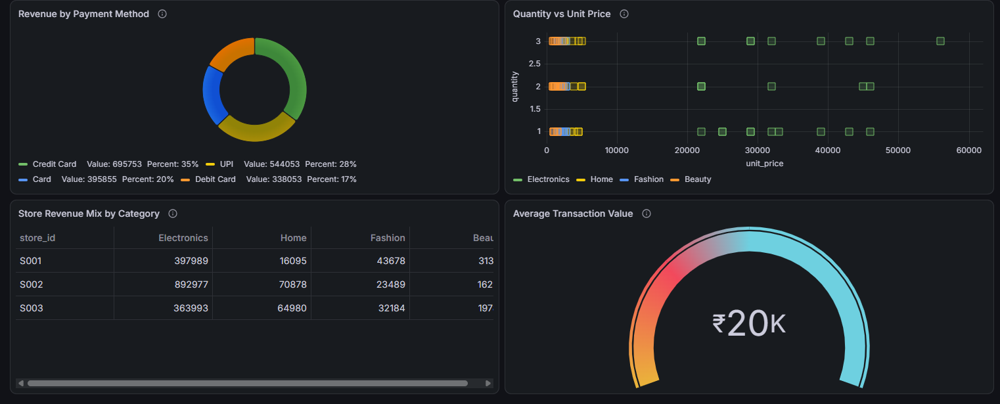 Revenue by Payment Method
Credit Card Value: 695753 Percent: 35% UPI Value: 544053 Percent: 28%
Card Value: 395855 Percent: 20% Debit Card Value: 338053 Percent: 17%
Quantity vs Unit Price
quantity
3
2.5
2
1.5
1
0 10000 20000 30000 40000 50000 60000
unit_price
Electronics Home Fashion Beauty
Store Revenue Mix by Category
store_id Electronics Home Fashion Beau
S001 397989 16095 43678 313
S002 892977 70878 23489 162
S003 363993 64980 32184 197
Average Transaction Value
₹20K